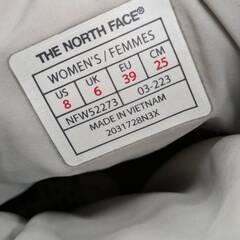 THE NORTH FACE
WOMEN'S / FEMMES
US UK EU CM
8 6 39 25
NFW52273 03-223
MADE IN VIETNAM
2031728N3X